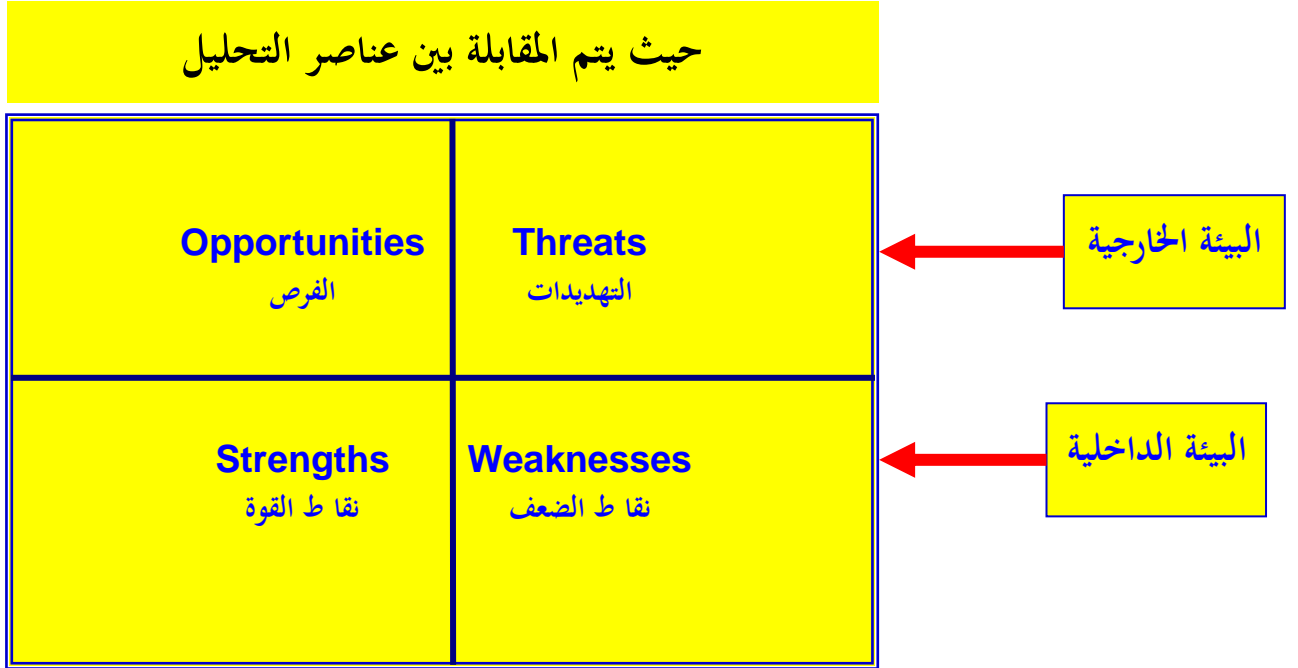 حيث يتم المقابلة بين عناصر التحليل
Opportunities
الفرص
Threats
التهديدات
البيئة الخارجية
Strengths
نقا ط القوة
Weaknesses
نقا ط الضعف
البيئة الداخلية